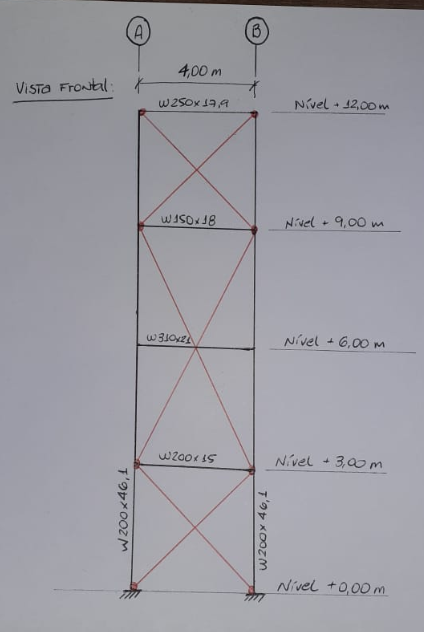 A B
4,00 m
Vista Frontal:
W250x17,9
Nível + 12,00 m
W150x18
Nível + 9,00 m
W310x21
Nível + 6,00 m
W200x15
Nível + 3,00 m
W200x46,1
W200x46,1
Nível +0,00 m